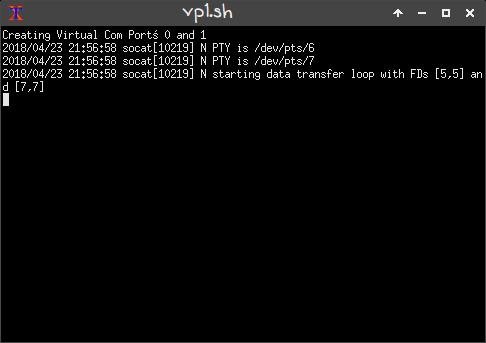 vp1.sh
Creating Virtual Com Portś 0 and 1
2018/04/23 21:56:58 socat[10219] N PTY is /dev/pts/6
2018/04/23 21:56:58 socat[10219] N PTY is /dev/pts/7
2018/04/23 21:56:58 socat[10219] N starting data transfer loop with FDs [5,5] an
d [7,7]